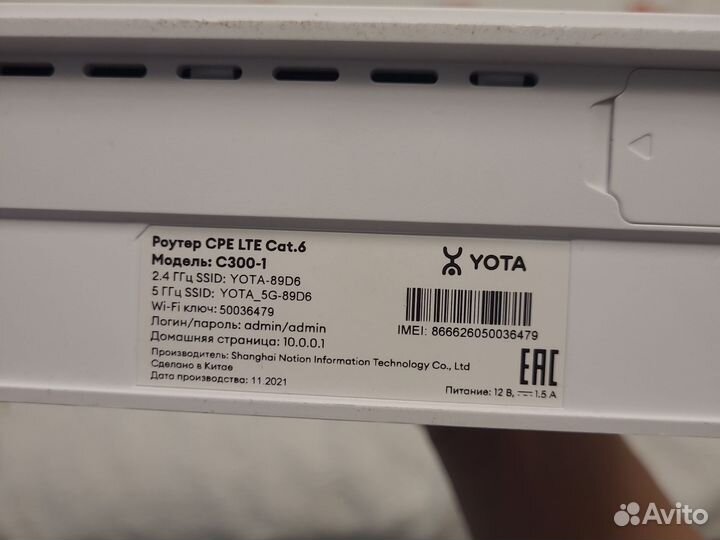 Роутер CPE LTE Cat.6
Модель: C300-1
2.4 ГГц SSID: YOTA-89D6
5 ГГц SSID: YOTA_5G-89D6
Wi-Fi ключ: 50036479
Логин/пароль: admin/admin
Домашняя страница: 10.0.0.1
Производитель: Shanghai Notion Information Technology Co., Ltd
Сделано в Китае
Дата производства: 11.2021
YOTA
IMEI: 866626050036479
EAC
Питание: 12 В, 1.5 А
Avito